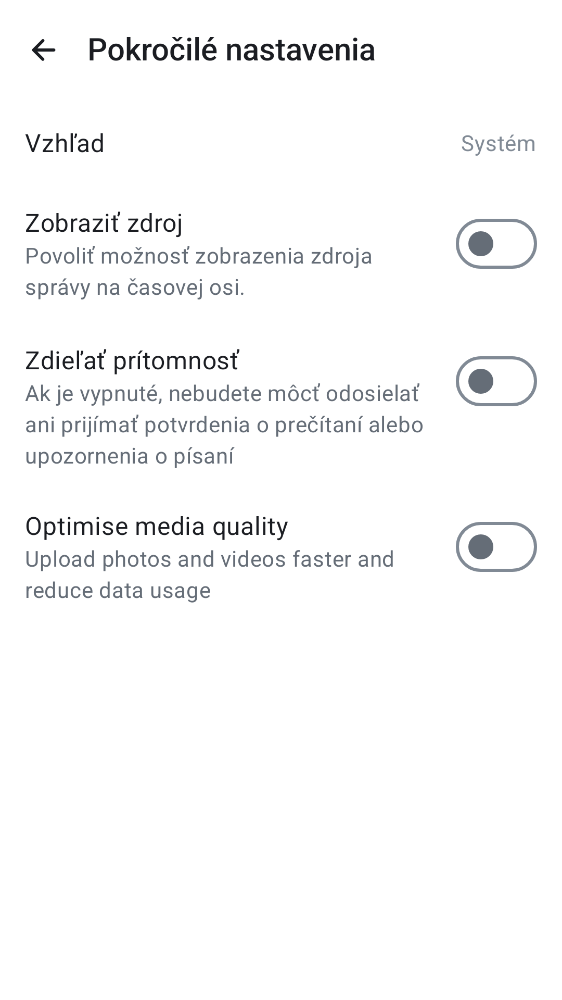 Pokročilé nastavenia
Vzhľad
Systém
Zobraziť zdroj
Povoliť možnosť zobrazenia zdroja
správy na časovej osi.
Zdieľať prítomnosť
Ak je vypnuté, nebudete môcť odosielať
ani prijímať potvrdenia o prečítaní alebo
upozornenia o písaní
Optimise media quality
Upload photos and videos faster and
reduce data usage